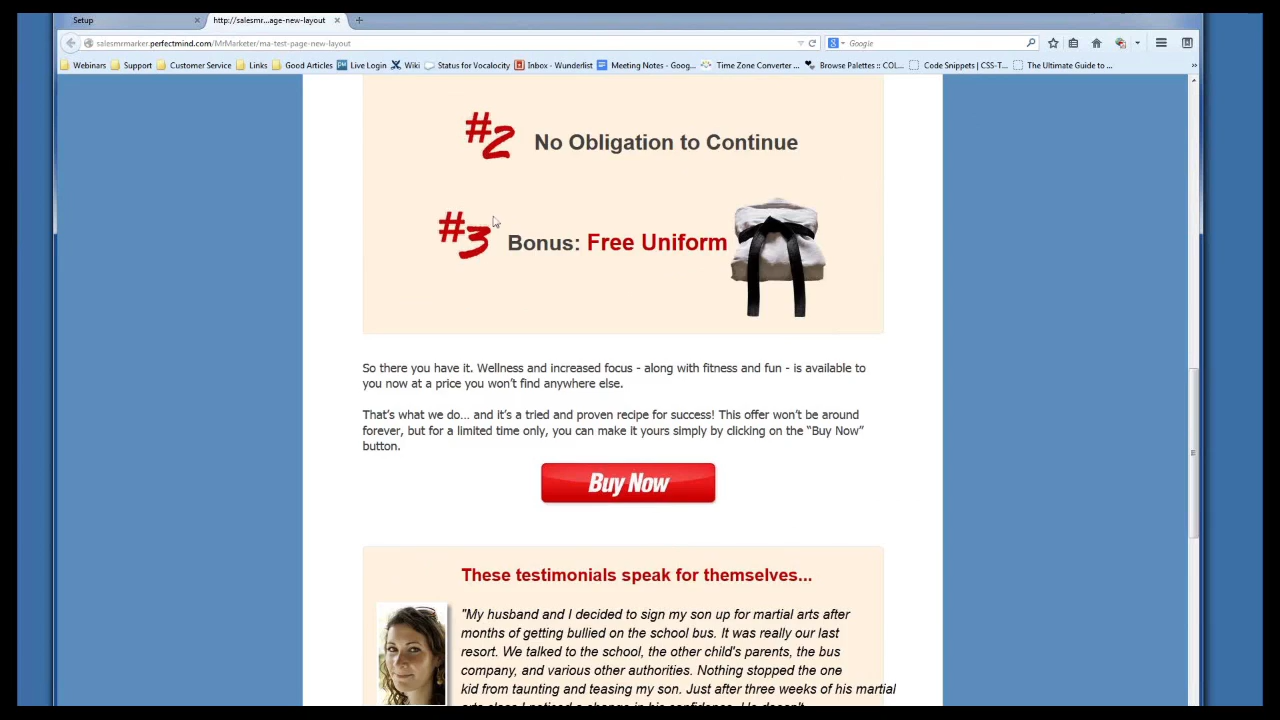 Setup
http://salesmr...age-new-layout
salesmrmarker.perfectmind.com/MrMarketer/ma-test-page-new-layout
Google
Webinars Support Customer Service Links Good Articles Live Login Wiki Status for Vocalocity Inbox - Wunderlist Meeting Notes - Goog... Time Zone Converter ... Browse Palettes :: COL... Code Snippets | CSS-T... The Ultimate Guide to ...
#2 No Obligation to Continue
#3 Bonus: Free Uniform
So there you have it. Wellness and increased focus - along with fitness and fun - is available to
you now at a price you won’t find anywhere else.
That’s what we do... and it’s a tried and proven recipe for success! This offer won’t be around
forever, but for a limited time only, you can make it yours simply by clicking on the “Buy Now”
button.
Buy Now
These testimonials speak for themselves...
"My husband and I decided to sign my son up for martial arts after
months of getting bullied on the school bus. It was really our last
resort. We talked to the school, the other child's parents, the bus
company, and various other authorities. Nothing stopped the one
kid from taunting and teasing my son. Just after three weeks of his martial
arts class I noticed a change in his confidence. He doesn't